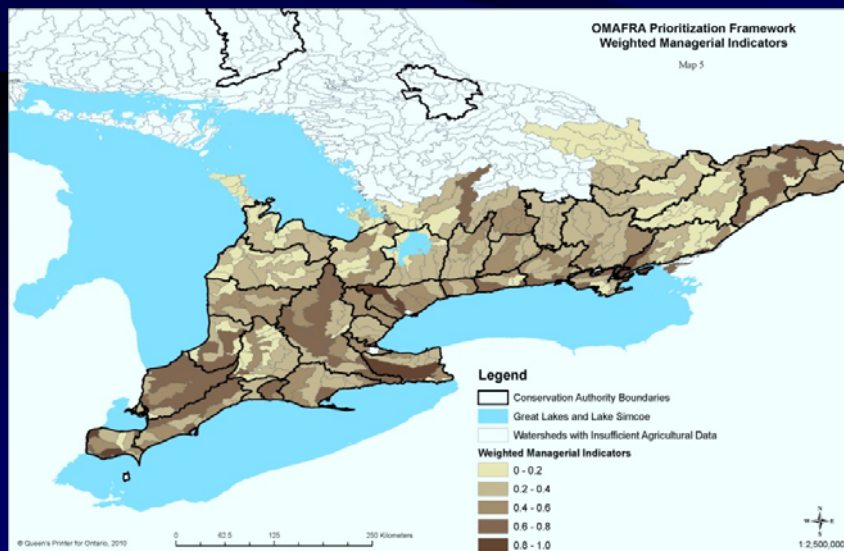 OMAFRA Prioritization Framework
Weighted Managerial Indicators
Map 5
Legend
Conservation Authority Boundaries
Great Lakes and Lake Simcoe
Watersheds with Insufficient Agricultural Data
Weighted Managerial Indicators
0 - 0.2
0.2 - 0.4
0.4 - 0.6
0.6 - 0.8
0.8 - 1.0
© Queen's Printer for Ontario, 2010
0 62.5 125 250 Kilometers
N
W E
S
1:2,500,000